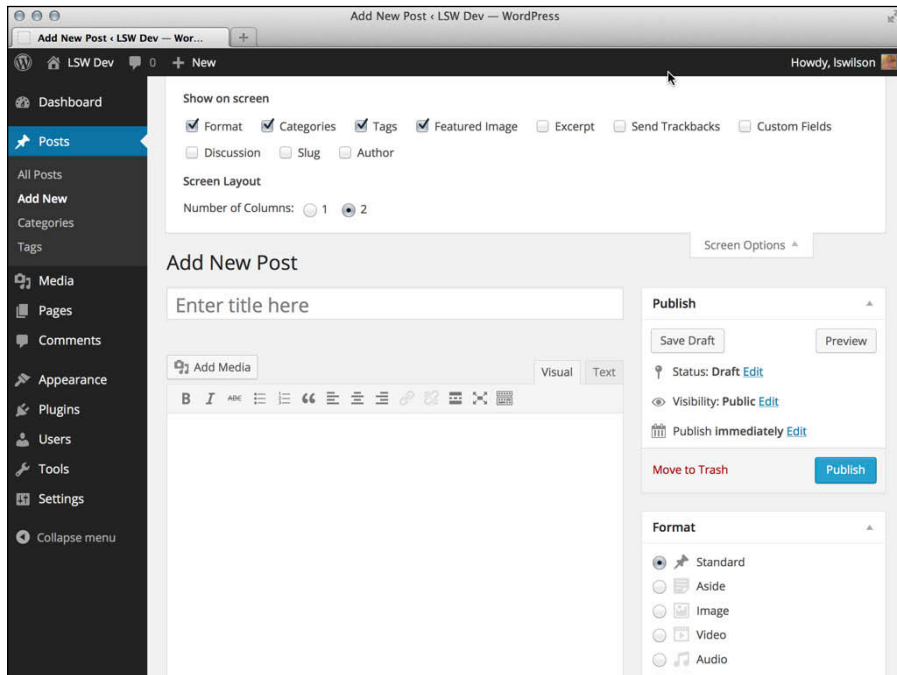 Add New Post ‹ LSW Dev — WordPress
Add New Post ‹ LSW Dev — Wor...
LSW Dev 0 + New Howdy, lswilson
Dashboard
Posts
All Posts
Add New
Categories
Tags
Media
Pages
Comments
Appearance
Plugins
Users
Tools
Settings
Collapse menu
Show on screen
Format Categories Tags Featured Image Excerpt Send Trackbacks Custom Fields
Discussion Slug Author
Screen Layout
Number of Columns: 1 2
Screen Options
Add New Post
Enter title here
Add Media
Visual Text
B I ABC
Publish
Save Draft Preview
Status: Draft Edit
Visibility: Public Edit
Publish immediately Edit
Move to Trash Publish
Format
Standard
Aside
Image
Video
Audio